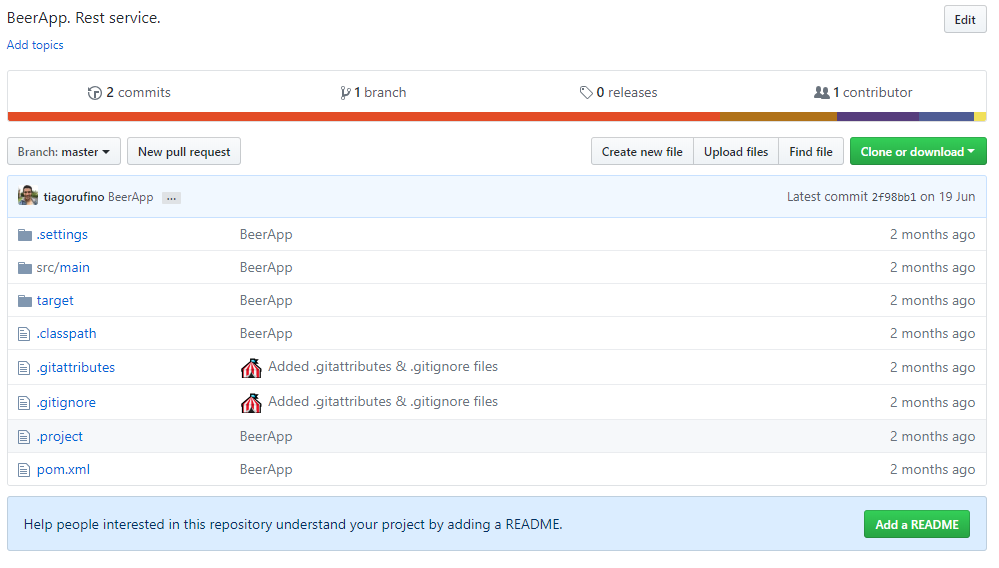 BeerApp. Rest service.
Edit
Add topics
2 commits 1 branch 0 releases 1 contributor
Branch: master New pull request Create new file Upload files Find file Clone or download
tiagorufino BeerApp ... Latest commit 2f98bb1 on 19 Jun
.settings BeerApp 2 months ago
src/main BeerApp 2 months ago
target BeerApp 2 months ago
.classpath BeerApp 2 months ago
.gitattributes Added .gitattributes & .gitignore files 2 months ago
.gitignore Added .gitattributes & .gitignore files 2 months ago
.project BeerApp 2 months ago
pom.xml BeerApp 2 months ago
Help people interested in this repository understand your project by adding a README. Add a README